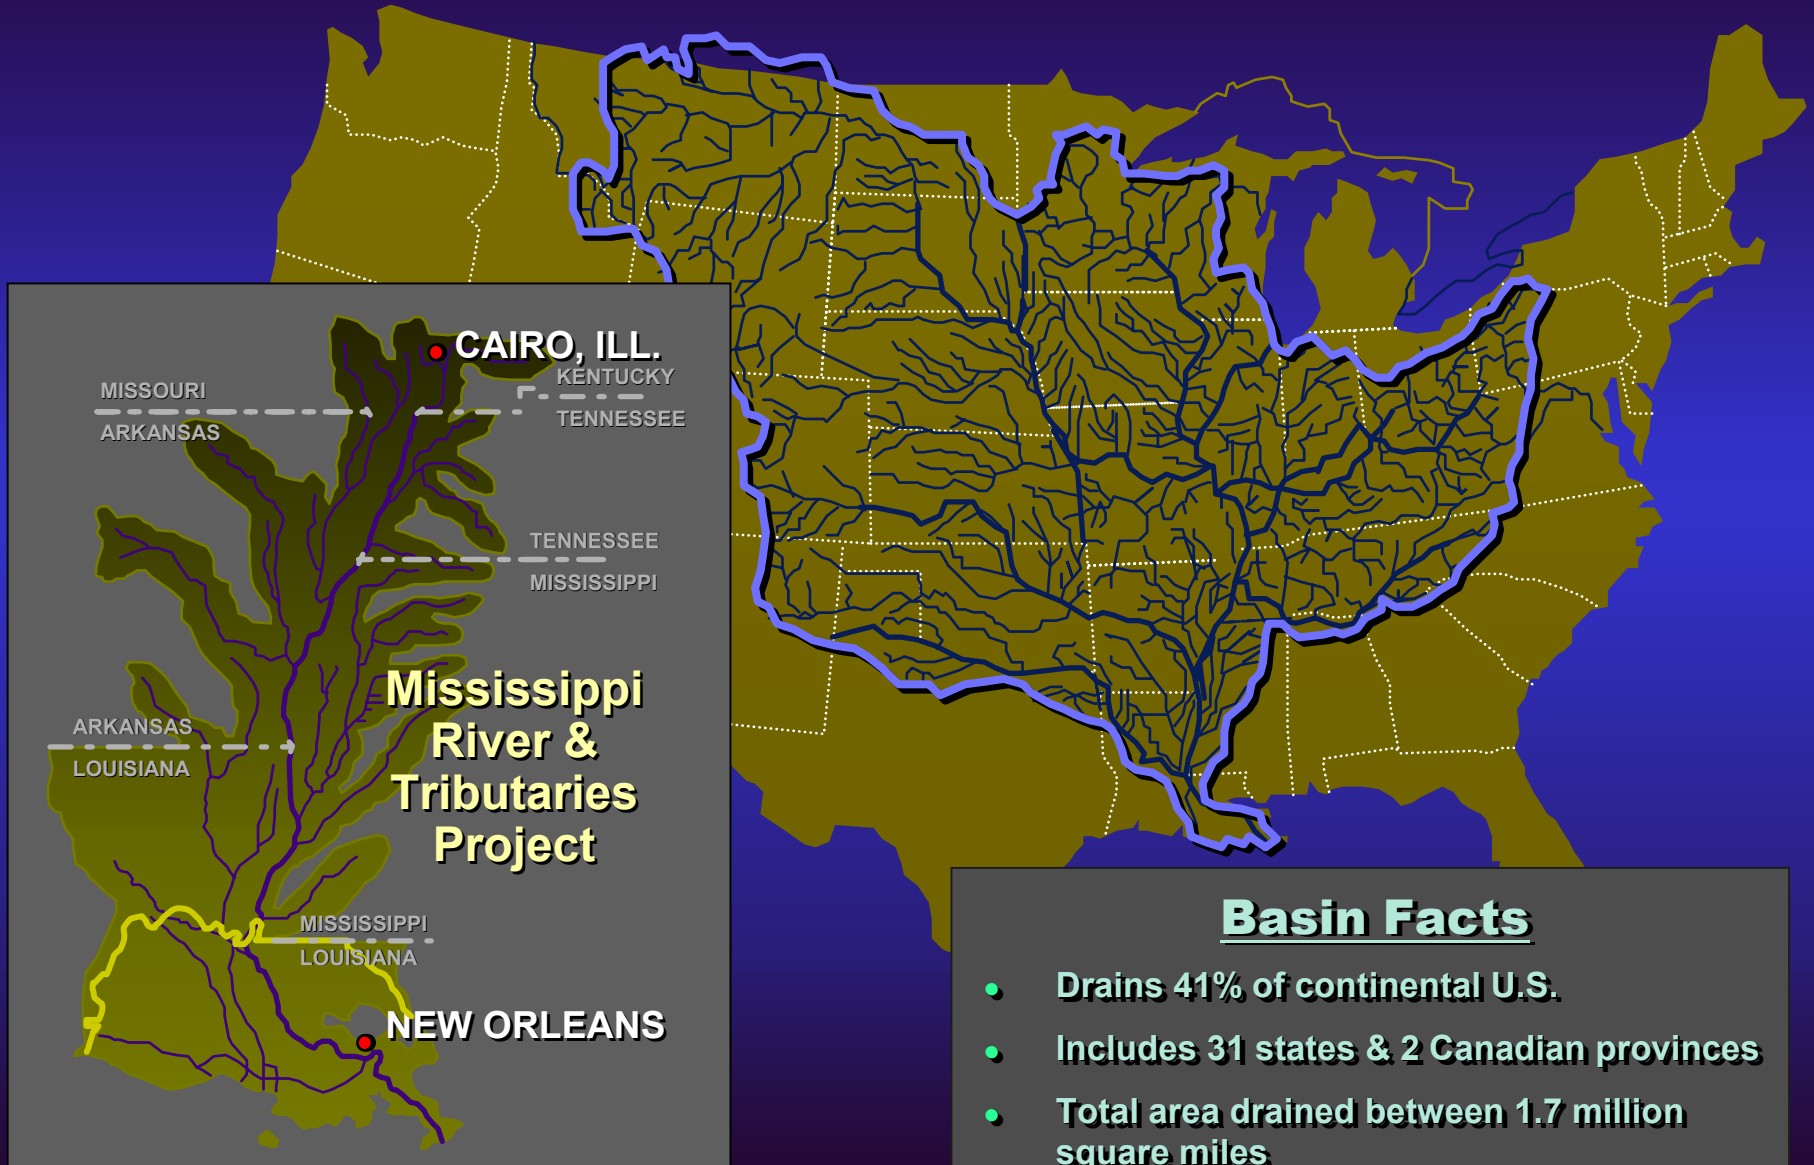 CAIRO, ILL.
KENTUCKY
TENNESSEE
MISSOURI
ARKANSAS
TENNESSEE
MISSISSIPPI
Mississippi
River &
Tributaries
Project
ARKANSAS
LOUISIANA
MISSISSIPPI
LOUISIANA
NEW ORLEANS
Basin Facts
• Drains 41% of continental U.S.
• Includes 31 states & 2 Canadian provinces
• Total area drained between 1.7 million
square miles